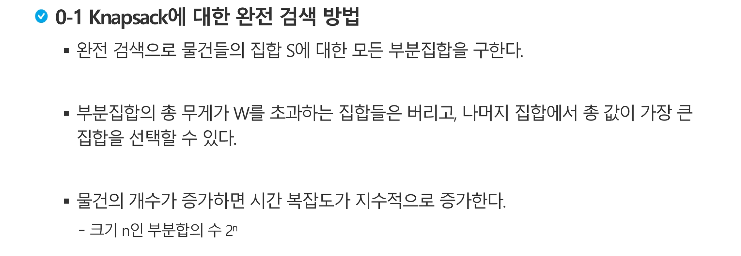 0-1 Knapsack에 대한 완전 검색 방법
▪ 완전 검색으로 물건들의 집합 S에 대한 모든 부분집합을 구한다.
▪ 부분집합의 총 무게가 W를 초과하는 집합들은 버리고, 나머지 집합에서 총 값이 가장 큰
집합을 선택할 수 있다.
▪ 물건의 개수가 증가하면 시간 복잡도가 지수적으로 증가한다.
- 크기 n인 부분합의 수 2ⁿ